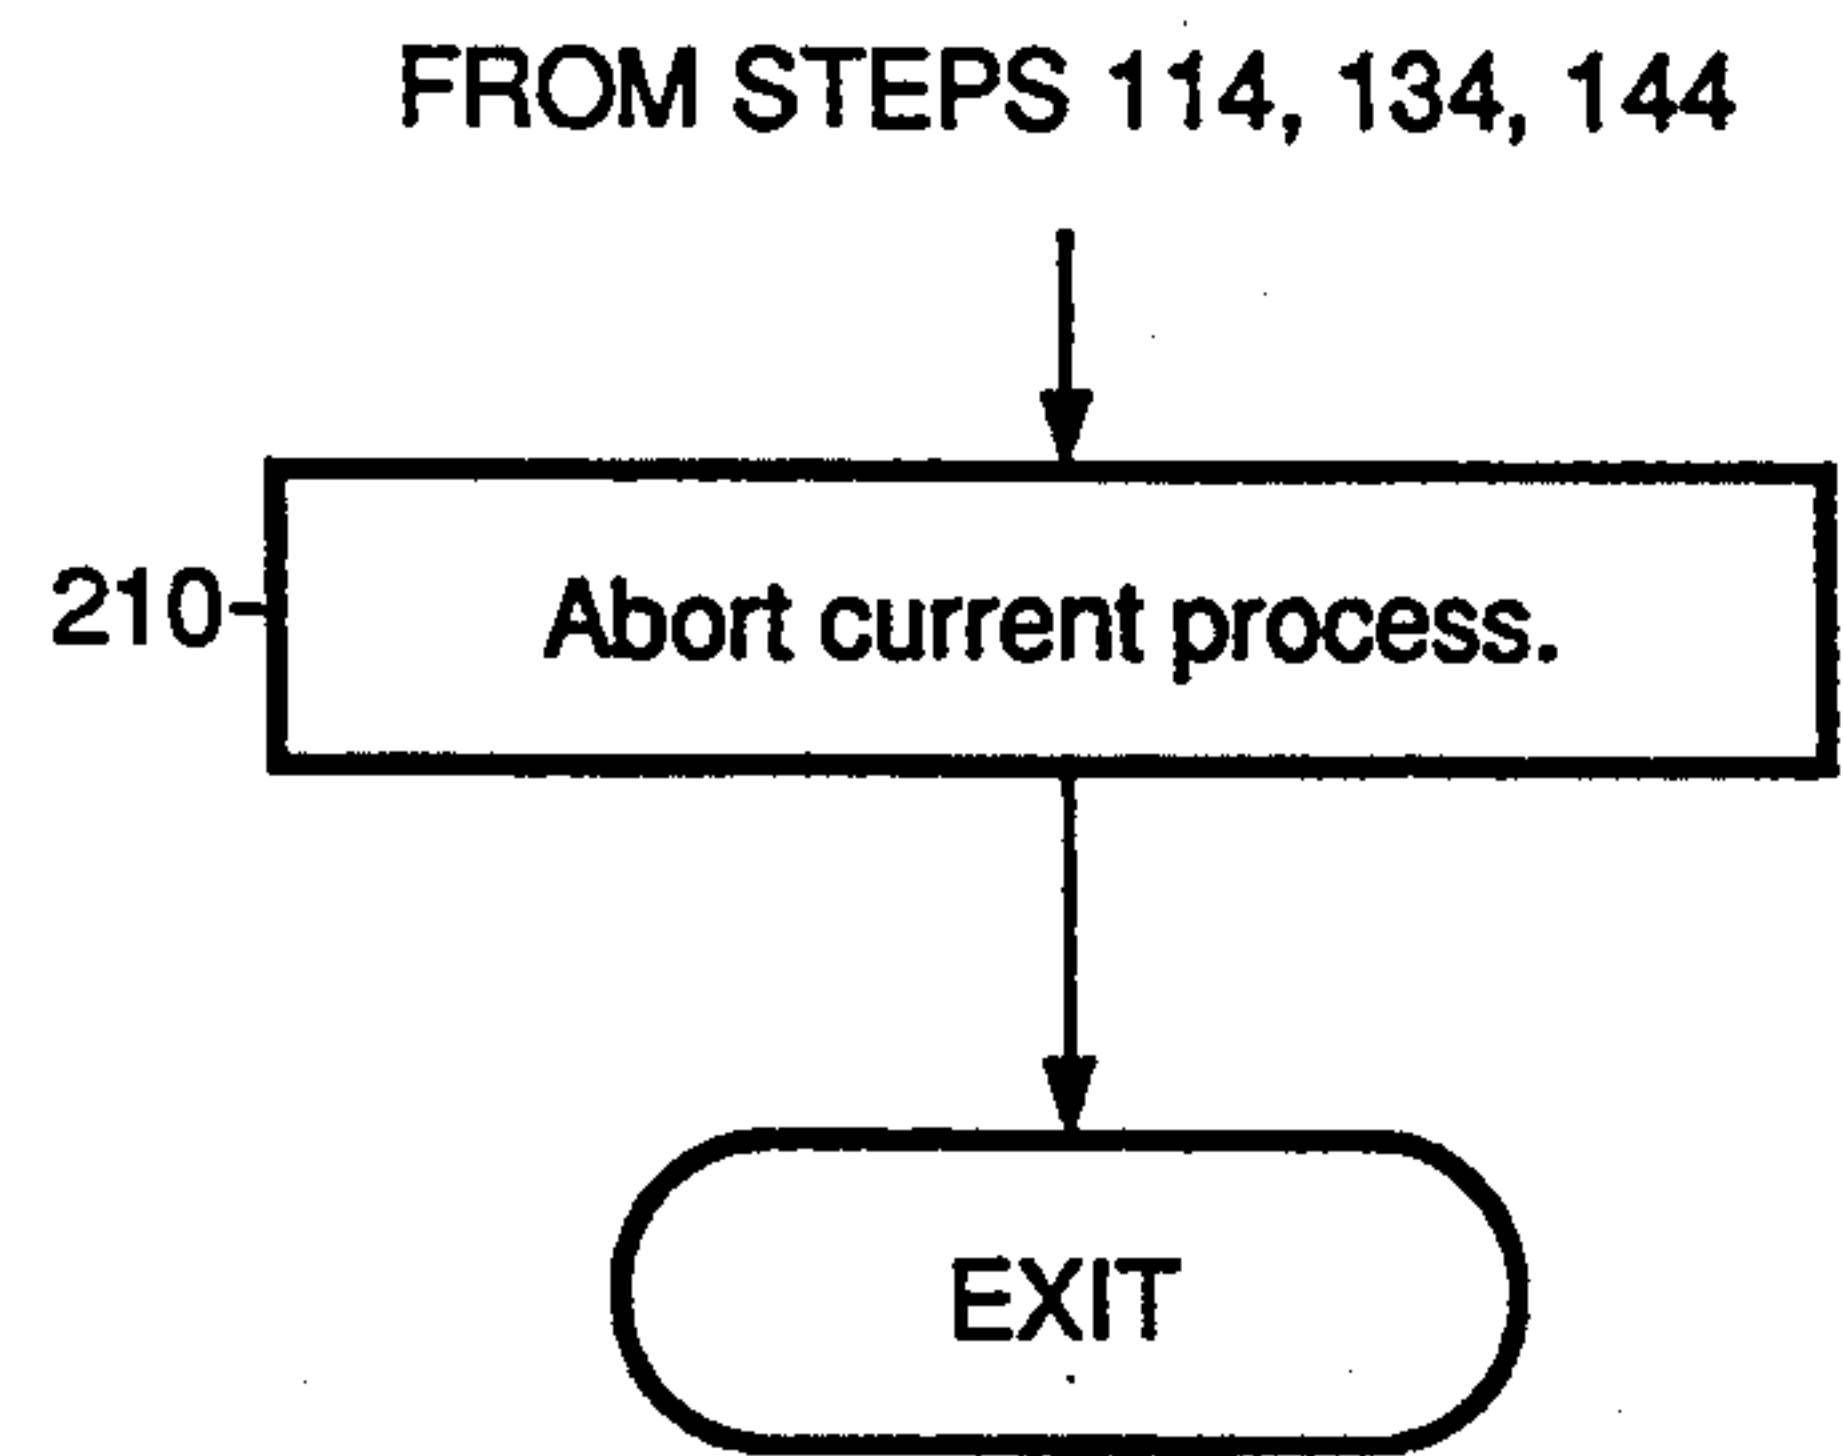 FROM STEPS 114, 134, 144
210
Abort current process.
EXIT